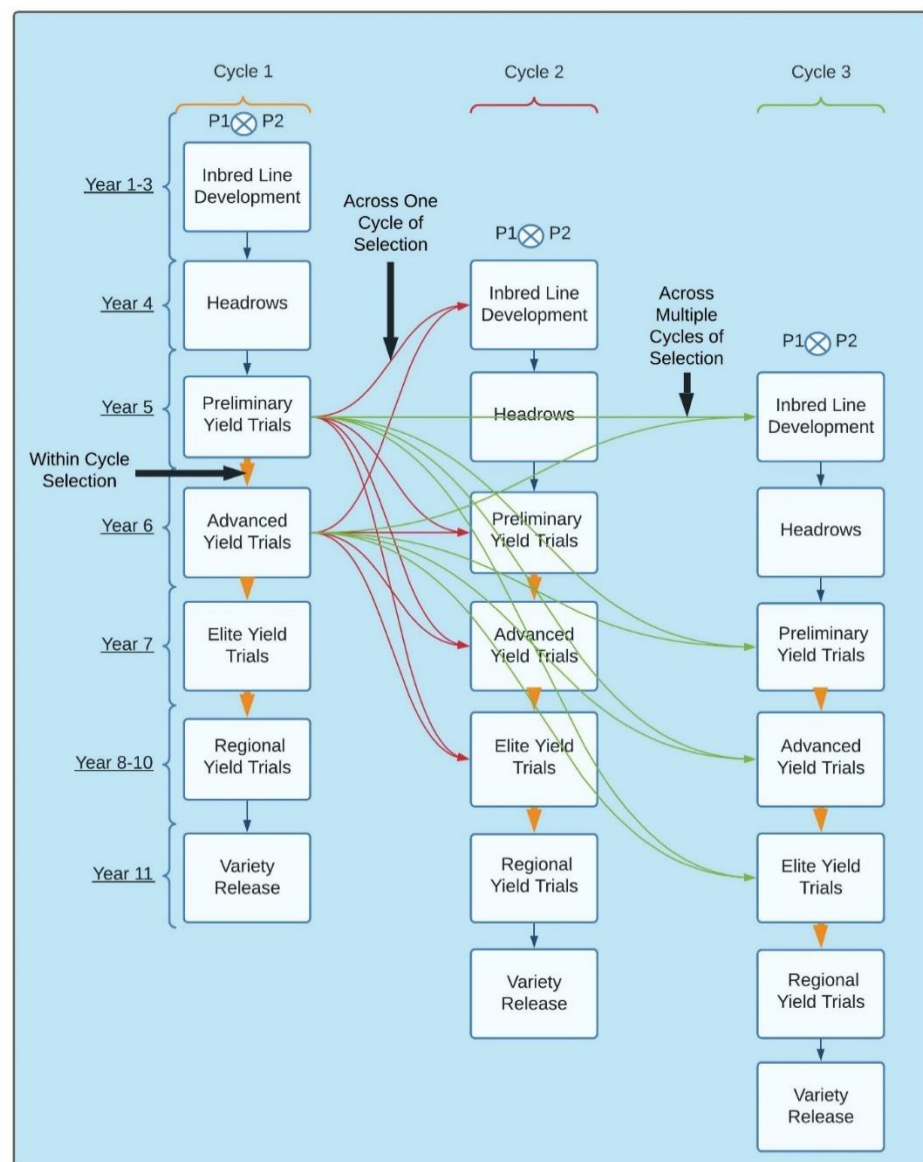 Cycle 1
Cycle 2
Cycle 3
P1 P2
Year 1-3
Inbred Line
Development
Year 4
Headrows
Year 5
Preliminary
Yield Trials
Within Cycle
Selection
Year 6
Advanced
Yield Trials
Year 7
Elite Yield
Trials
Year 8-10
Regional
Yield Trials
Year 11
Variety
Release
Across One
Cycle of
Selection
P1 P2
Inbred Line
Development
Headrows
Preliminary
Yield Trials
Advanced
Yield Trials
Elite Yield
Trials
Regional
Yield Trials
Variety
Release
Across
Multiple
Cycles of
Selection
P1 P2
Inbred Line
Development
Headrows
Preliminary
Yield Trials
Advanced
Yield Trials
Elite Yield
Trials
Regional
Yield Trials
Variety
Release